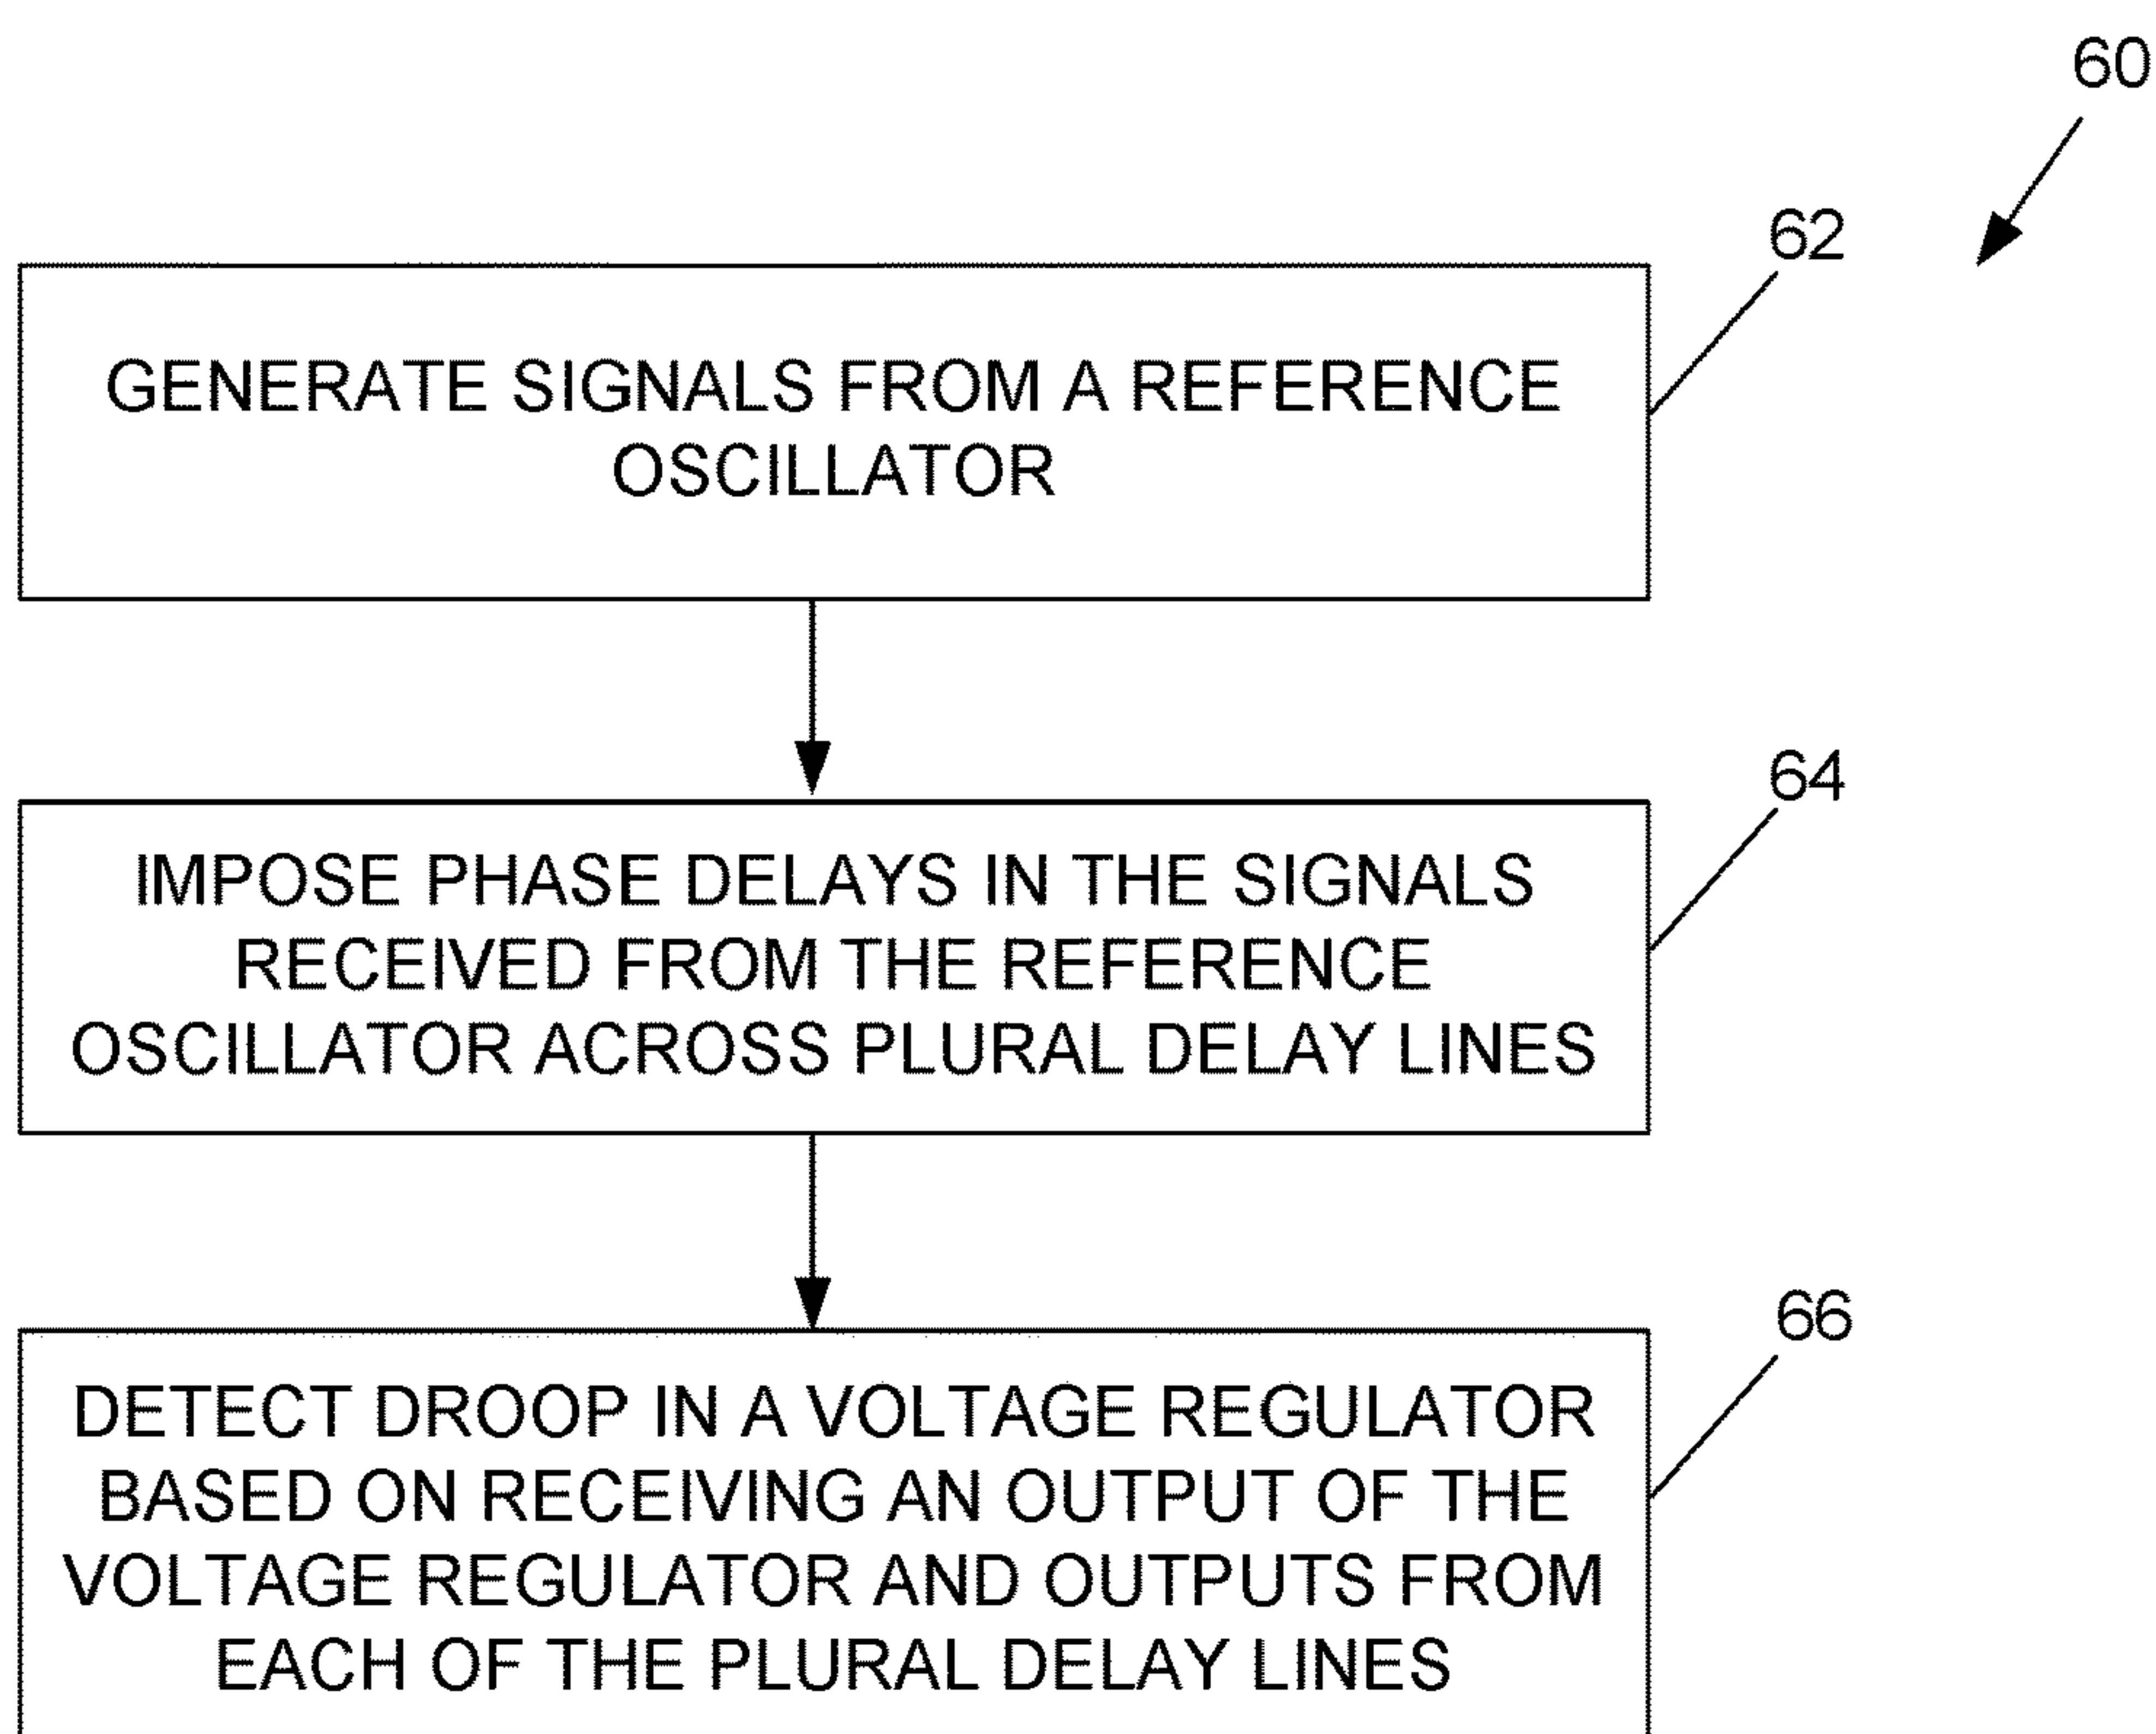 60
62
GENERATE SIGNALS FROM A REFERENCE
OSCILLATOR
64
IMPOSE PHASE DELAYS IN THE SIGNALS
RECEIVED FROM THE REFERENCE
OSCILLATOR ACROSS PLURAL DELAY LINES
66
DETECT DROOP IN A VOLTAGE REGULATOR
BASED ON RECEIVING AN OUTPUT OF THE
VOLTAGE REGULATOR AND OUTPUTS FROM
EACH OF THE PLURAL DELAY LINES